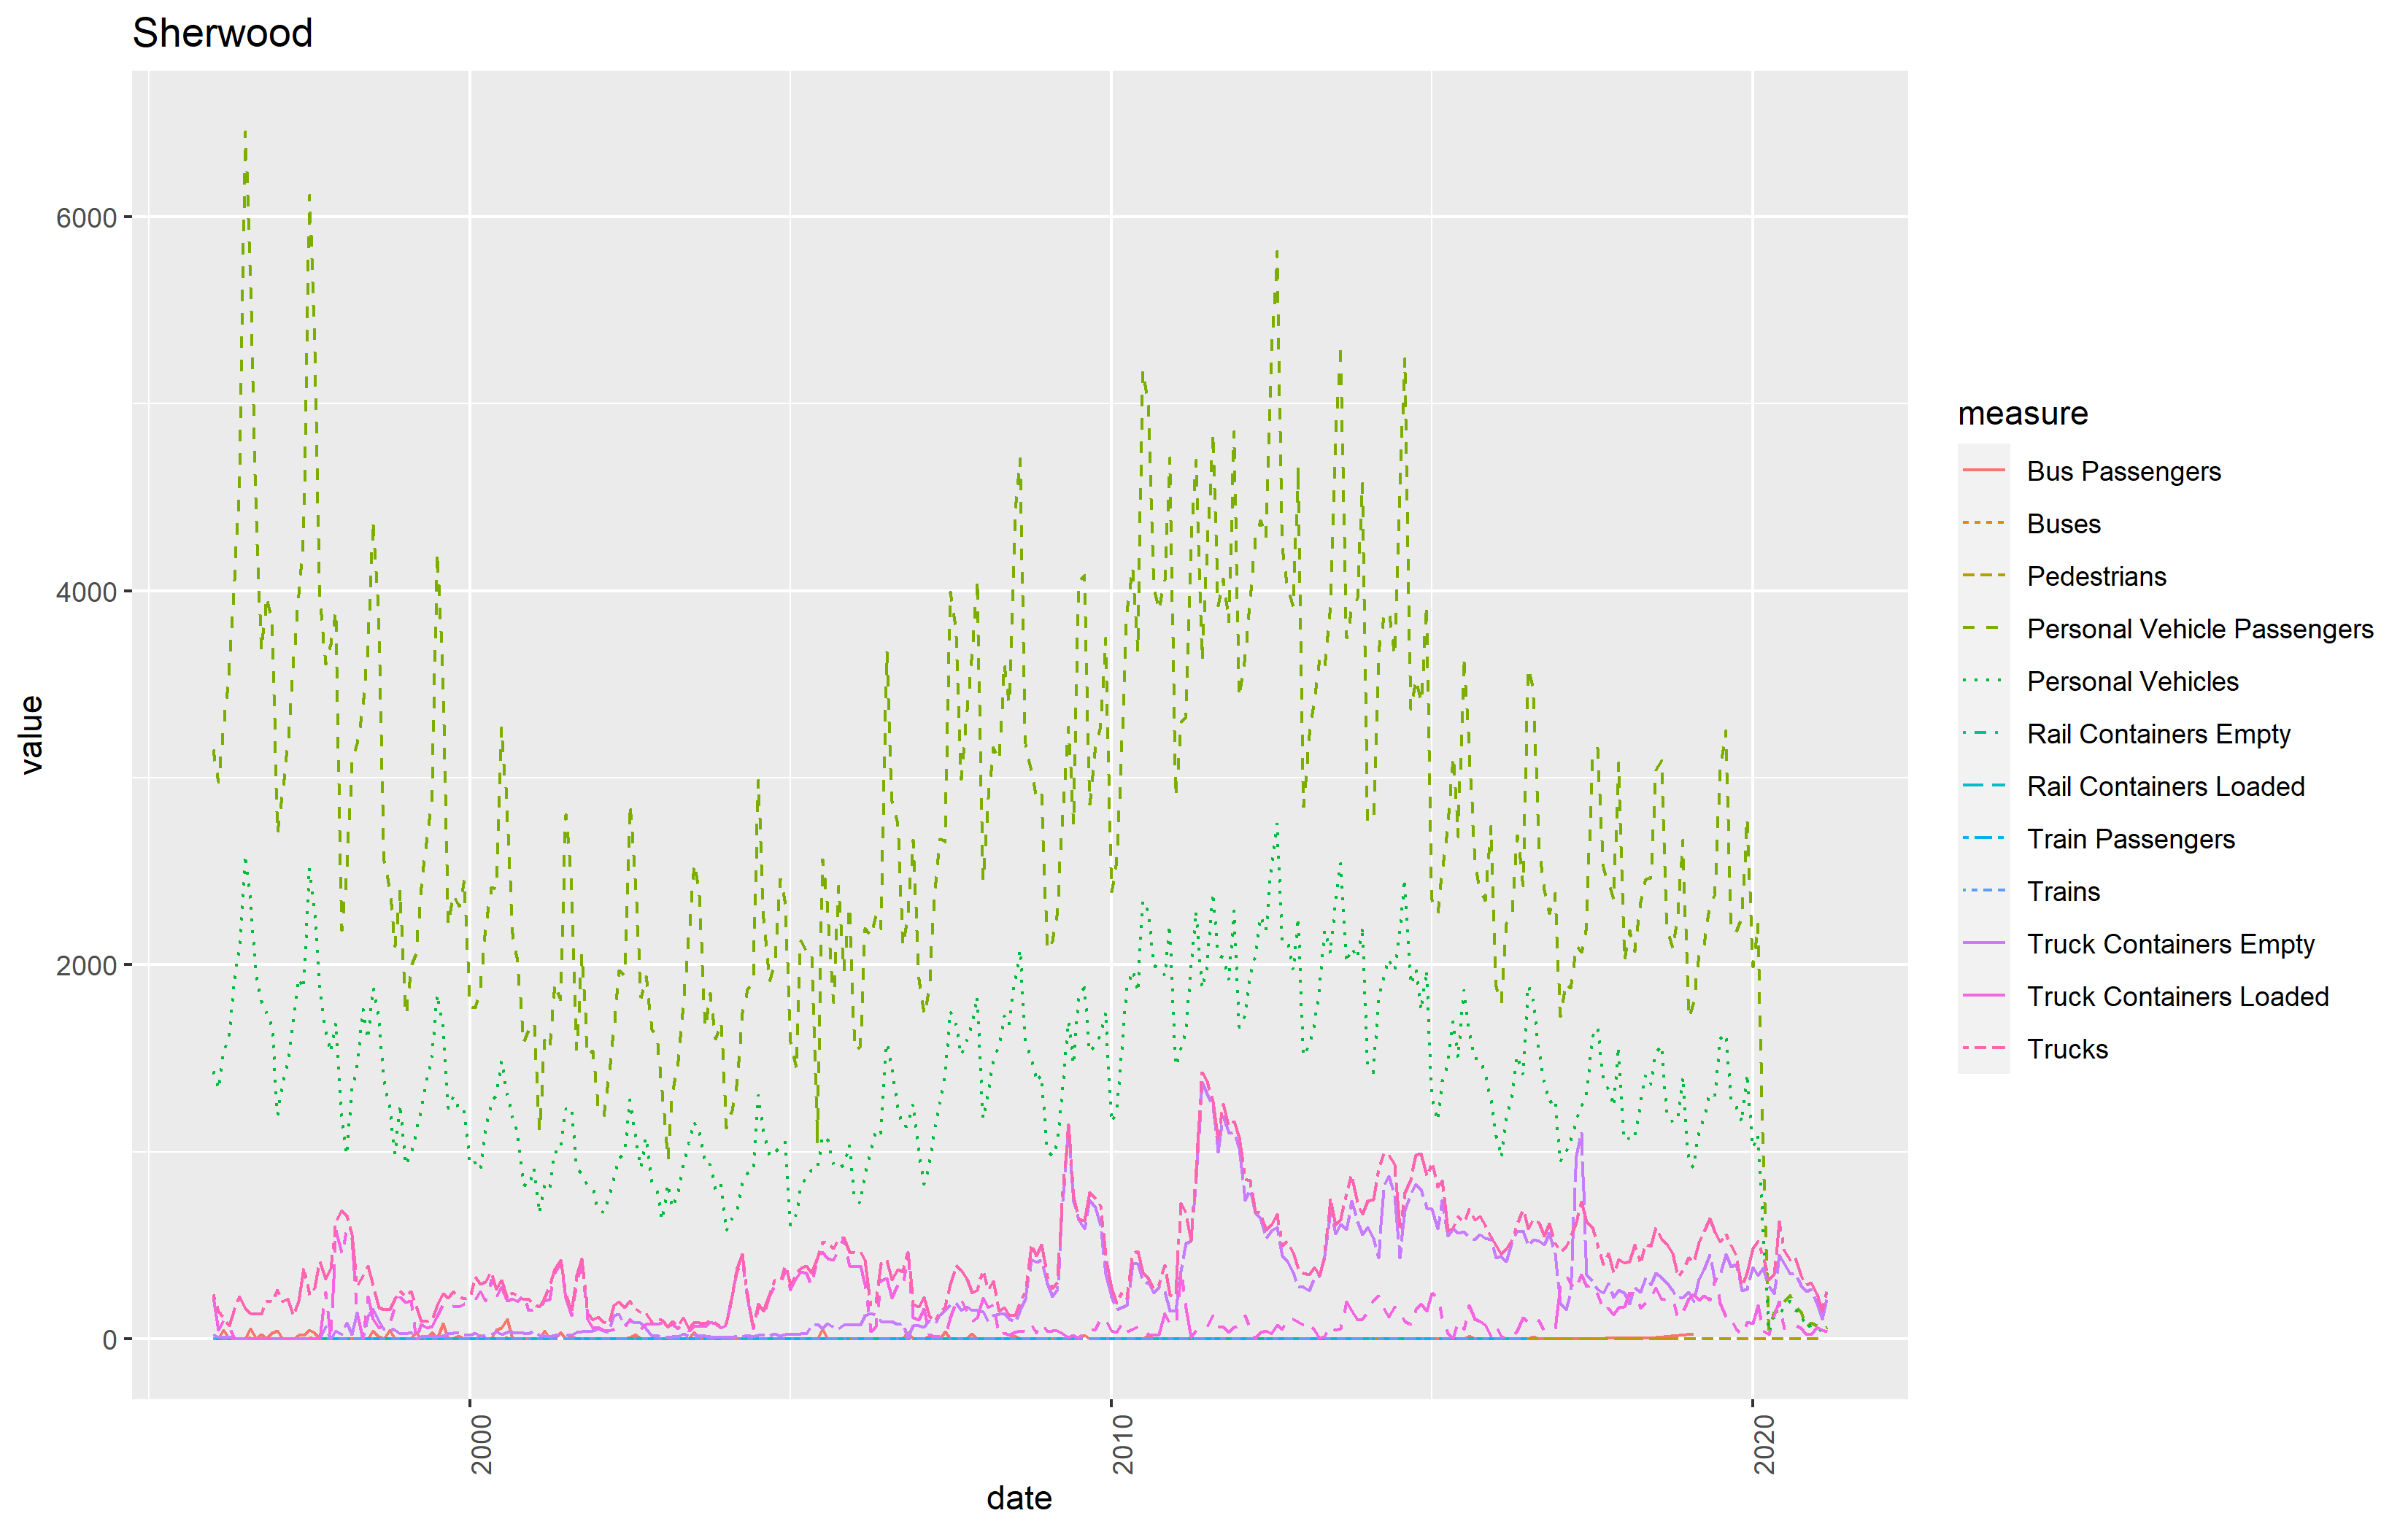 Sherwood
6000
4000
2000
0
value
2000
2010
2020
date
measure
Bus Passengers
Buses
Pedestrians
Personal Vehicle Passengers
Personal Vehicles
Rail Containers Empty
Rail Containers Loaded
Train Passengers
Trains
Truck Containers Empty
Truck Containers Loaded
Trucks